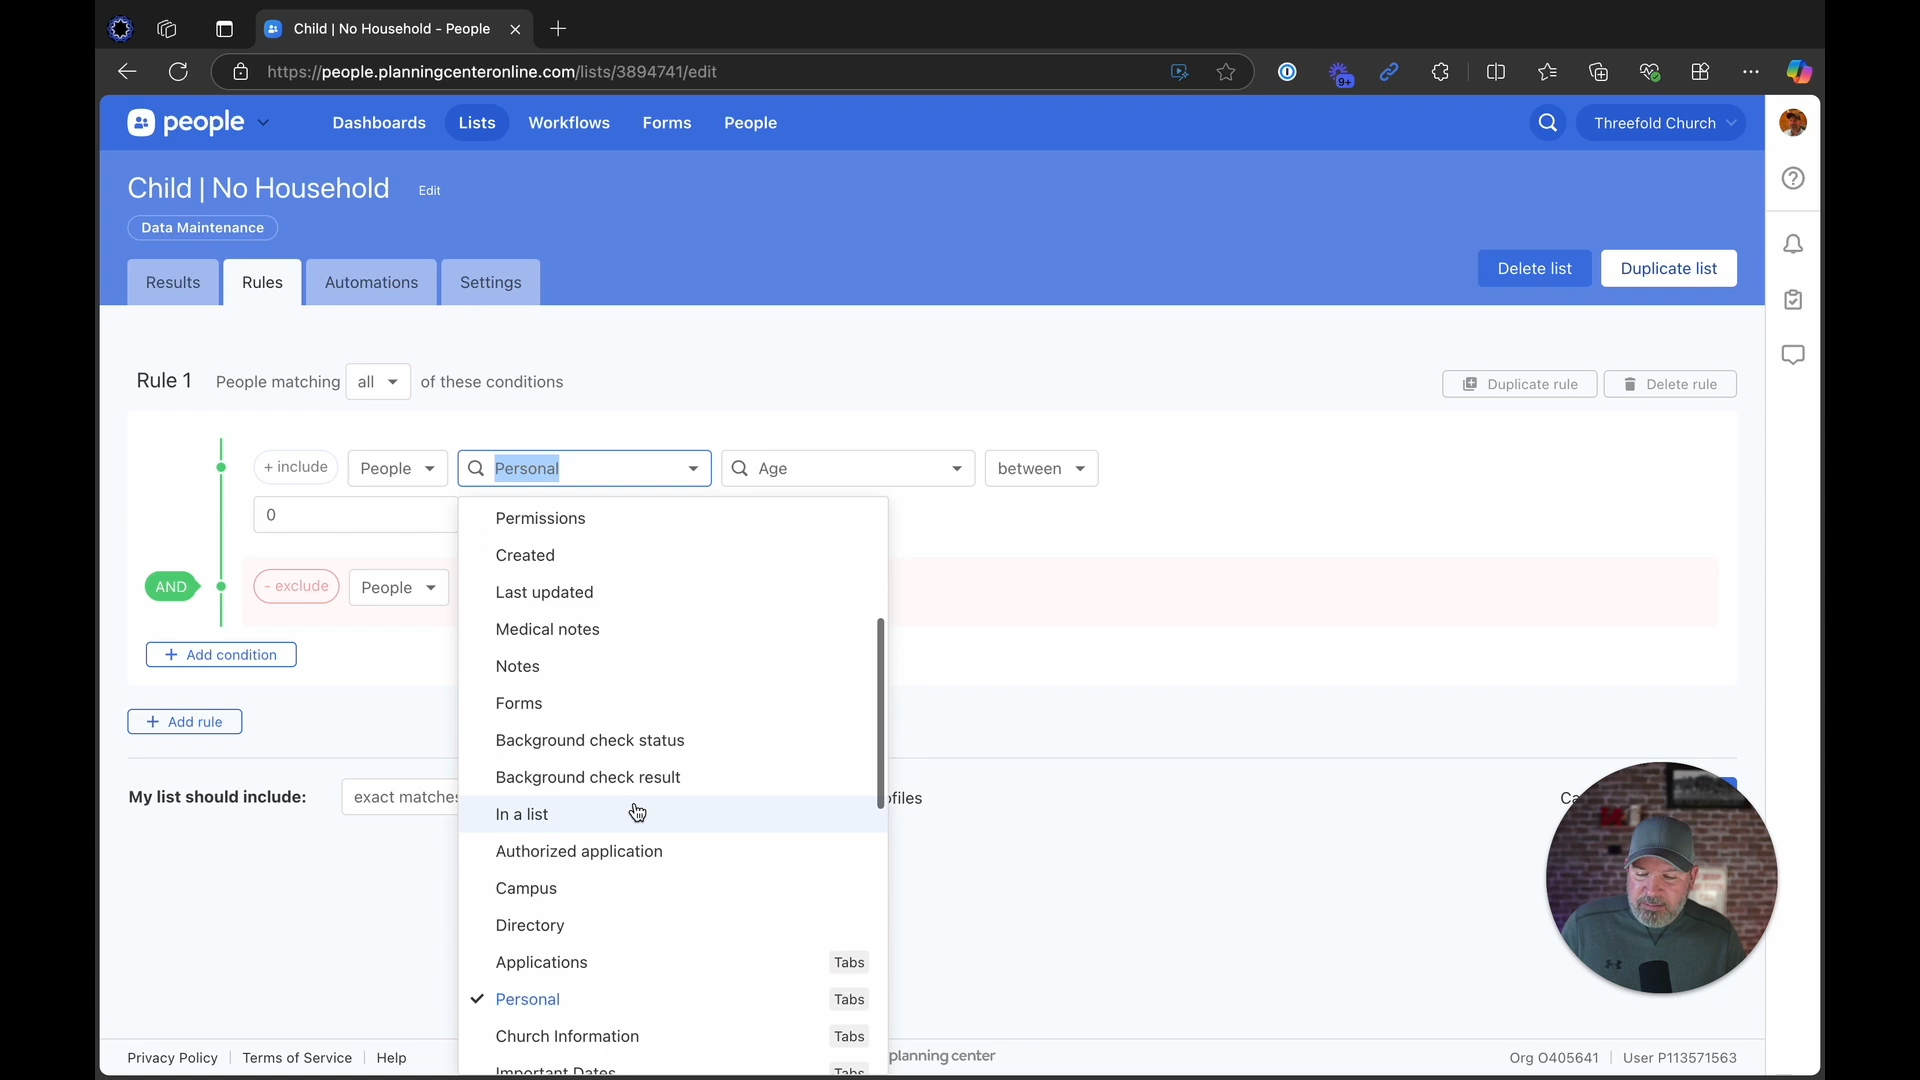 Child | No Household - People
https://people.planningcenteronline.com/lists/3894741/edit
9+
people
Dashboards Lists Workflows Forms People
Threefold Church
Child | No Household Edit
Data Maintenance
Results Rules Automations Settings
Delete list Duplicate list
Rule 1 People matching all of these conditions
Duplicate rule Delete rule
+ include People Personal Age between
0
Permissions
Created
AND - exclude People
Last updated
Medical notes
+ Add condition
Notes
Forms
+ Add rule
Background check status
Background check result
My list should include: exact matches
In a list
Authorized application
Campus
Directory
Applications Tabs
Personal Tabs
Church Information Tabs
Important Dates Tabs
Privacy Policy Terms of Service Help planning center Org O405641 User P113571563